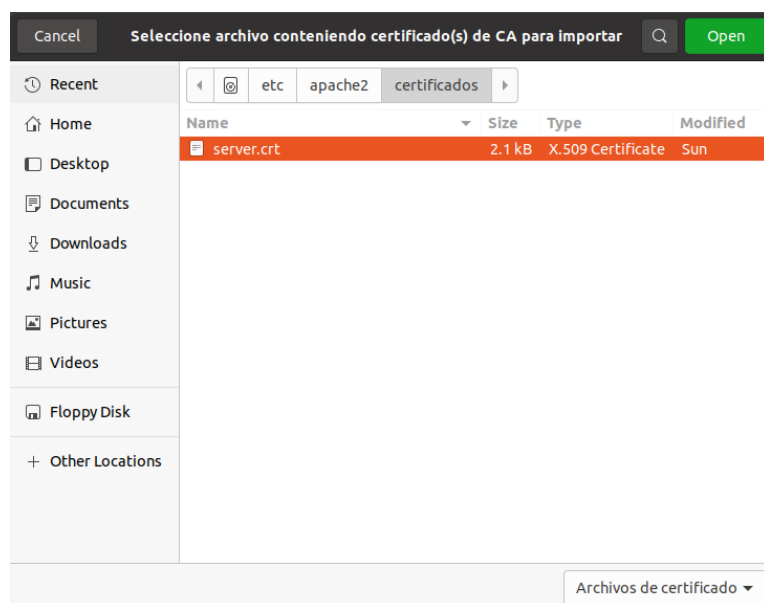 Cancel Seleccione archivo conteniendo certificado(s) de CA para importar Open
Recent
Home
Desktop
Documents
Downloads
Music
Pictures
Videos
Floppy Disk
+ Other Locations
etc apache2 certificados
Name Size Type Modified
server.crt 2.1 kB X.509 Certificate Sun
Archivos de certificado